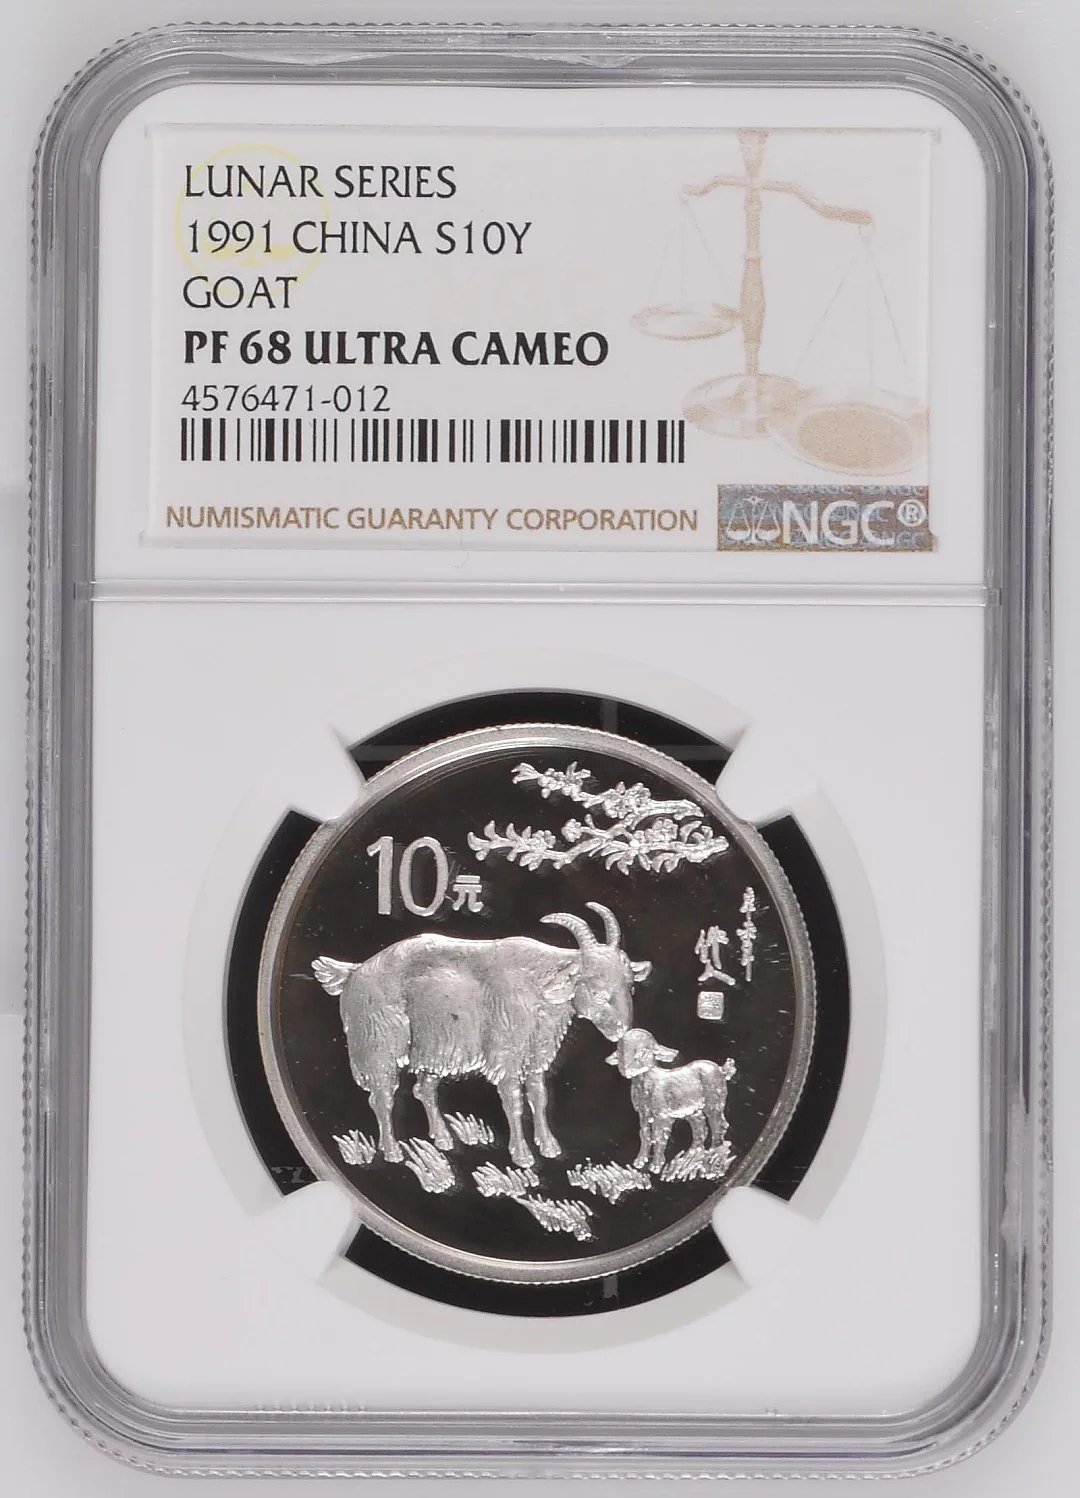 LUNAR SERIES
1991 CHINA S10Y
GOAT
PF 68 ULTRA CAMEO
4576471-012
NUMISMATIC GUARANTY CORPORATION
NGC®
10元